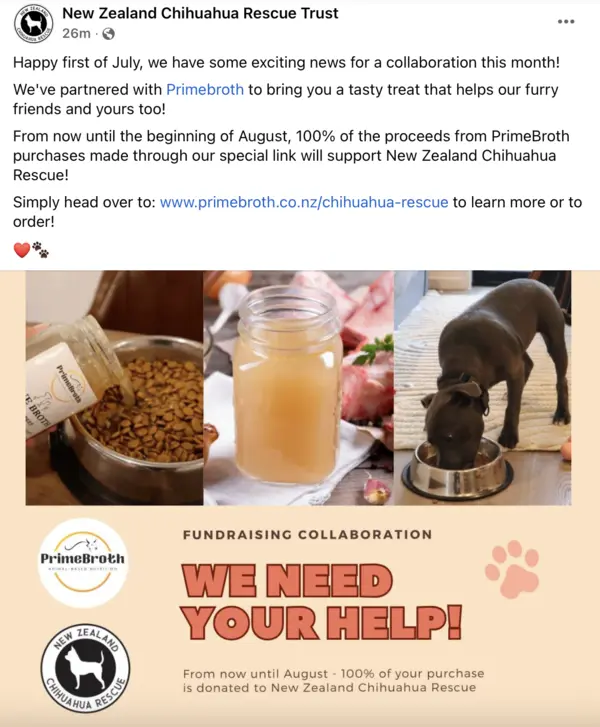 New Zealand Chihuahua Rescue Trust
26m ·
Happy first of July, we have some exciting news for a collaboration this month!
We've partnered with Primebroth to bring you a tasty treat that helps our furry
friends and yours too!
From now until the beginning of August, 100% of the proceeds from PrimeBroth
purchases made through our special link will support New Zealand Chihuahua
Rescue!
Simply head over to: www.primebroth.co.nz/chihuahua-rescue to learn more or to
order!
PrimeBroth
E BROTH
PrimeBroth
FUNDRAISING COLLABORATION
WE NEED
YOUR HELP!
NEW ZEALAND
CHIHUAHUA RESCUE
From now until August - 100% of your purchase
is donated to New Zealand Chihuahua Rescue